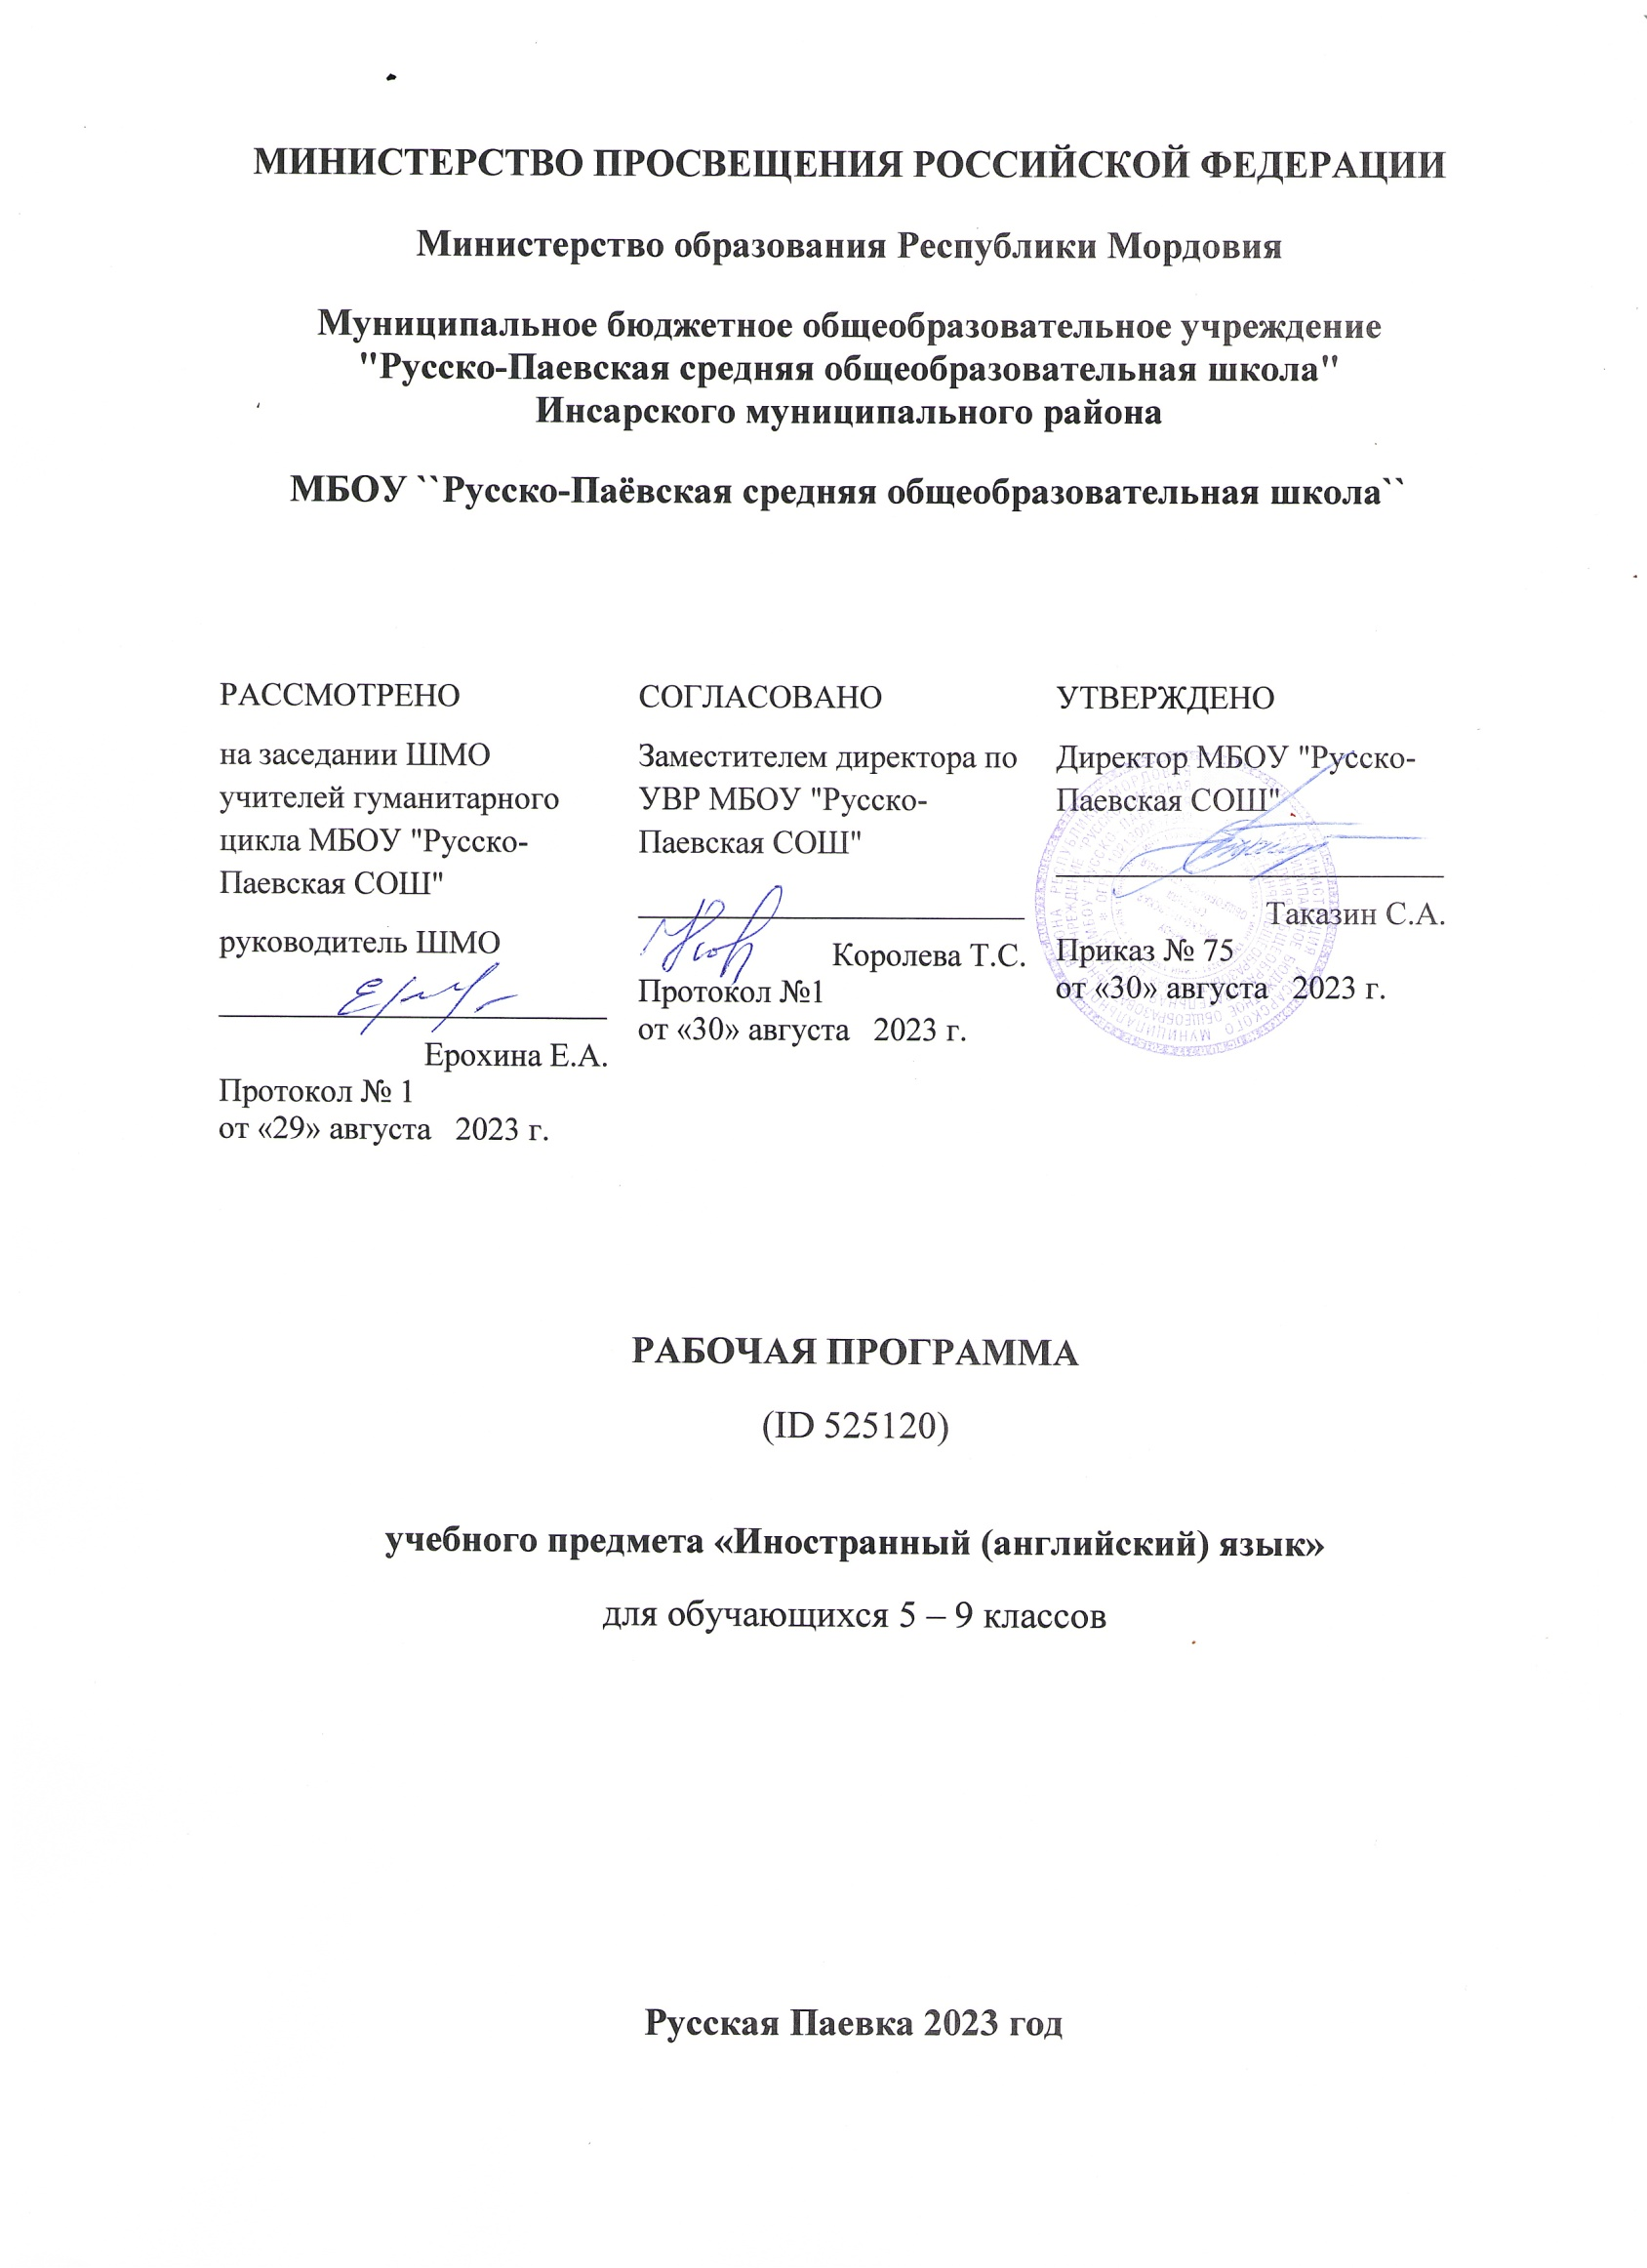 МИНИСТЕРСТВО ПРОСВЕЩЕНИЯ РОССИЙСКОЙ ФЕДЕРАЦИИ
Министерство образования Республики Мордовия
Муниципальное бюджетное общеобразовательное учреждение
"Русско-Паевская средняя общеобразовательная школа"
Инсарского муниципального района
МБОУ ``Русско-Паёвская средняя общеобразовательная школа``
РАССМОТРЕНО
на заседании ШМО
учителей гуманитарного
цикла МБОУ "Русско-
Паевская СОШ"
руководитель ШМО
Ерохина Е.А.
Протокол № 1
от «29» августа 2023 г.
СОГЛАСОВАНО
Заместителем директора по
УВР МБОУ "Русско-
Паевская СОШ"
Королева Т.С.
Протокол №1
от «30» августа 2023 г.
УТВЕРЖДЕНО
Директор МБОУ "Русско-
Паевская СОШ"
Таказин С.А.
Приказ № 75
от «30» августа 2023 г.
РАБОЧАЯ ПРОГРАММА
(ID 525120)
учебного предмета «Иностранный (английский) язык»
для обучающихся 5 – 9 классов
Русская Паевка 2023 год